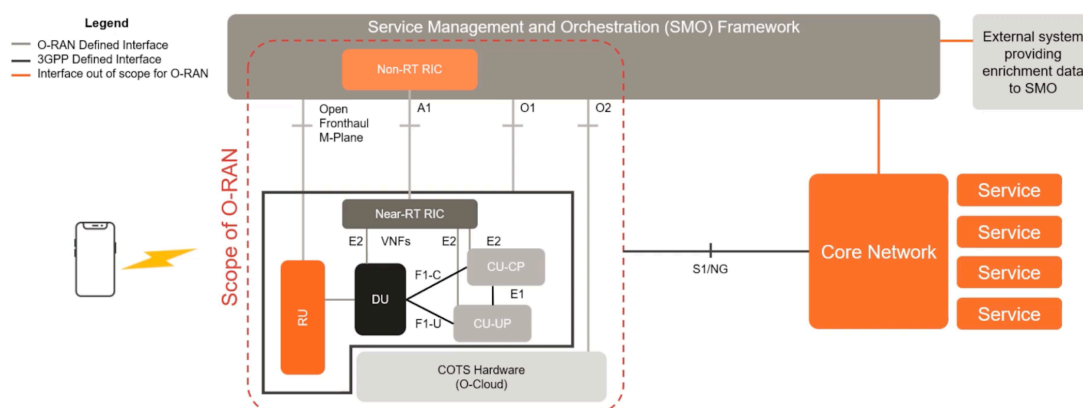 Legend
O-RAN Defined Interface
3GPP Defined Interface
Interface out of scope for O-RAN
Service Management and Orchestration (SMO) Framework
Non-RT RIC
External system
providing
enrichment data
to SMO
Open
Fronthaul
M-Plane
A1
O1
O2
Scope of O-RAN
Near-RT RIC
E2
VNFs
E2
E2
RU
DU
F1-C
F1-U
CU-CP
E1
CU-UP
COTS Hardware
(O-Cloud)
S1/NG
Core Network
Service
Service
Service
Service